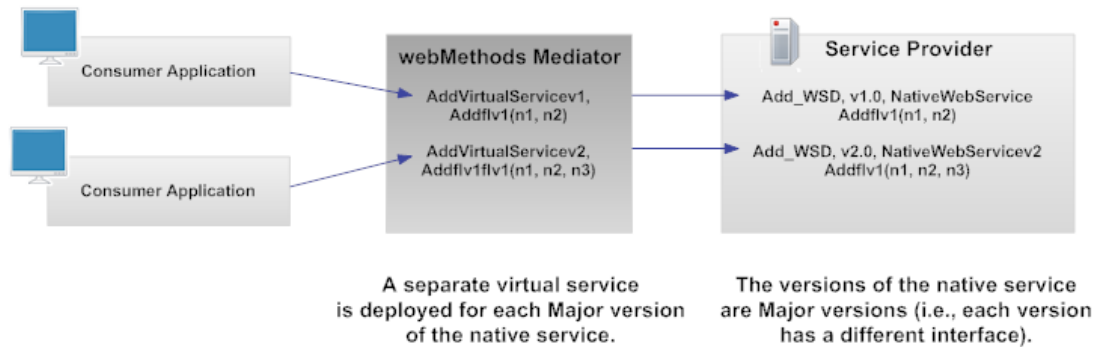 Consumer Application
Consumer Application
webMethods Mediator
AddVirtualServicev1,
Addflv1(n1, n2)
AddVirtualServicev2,
Addflv1flv1(n1, n2, n3)
Service Provider
Add_WSD, v1.0, NativeWebService
Addflv1(n1, n2)
Add_WSD, v2.0, NativeWebServicev2
Addflv1(n1, n2, n3)
A separate virtual service
is deployed for each Major version
of the native service.
The versions of the native service
are Major versions (i.e., each version
has a different interface).